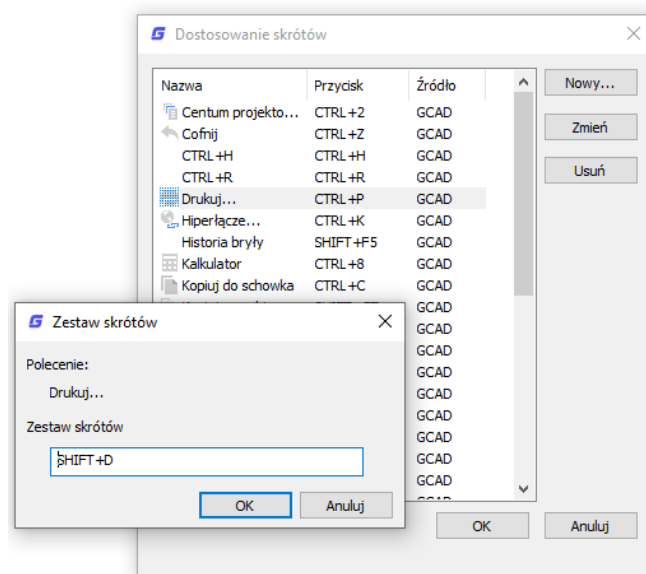 Dostosowanie skrótów
Nazwa Przycisk Źródło
Centum projekto... CTRL+2 GCAD
Cofnij CTRL+Z GCAD
CTRL+H CTRL+H GCAD
CTRL+R CTRL+R GCAD
Drukuj... CTRL+P GCAD
Hiperłącze... CTRL+K GCAD
Historia bryły SHIFT+F5 GCAD
Kalkulator CTRL+8 GCAD
Kopiuj do schowka CTRL+C GCAD
GCAD
GCAD
GCAD
GCAD
GCAD
GCAD
GCAD
GCAD
GCAD
Nowy...
Zmień
Usuń
OK Anuluj
Zestaw skrótów
Polecenie:
Drukuj...
Zestaw skrótów
SHIFT+D
OK Anuluj